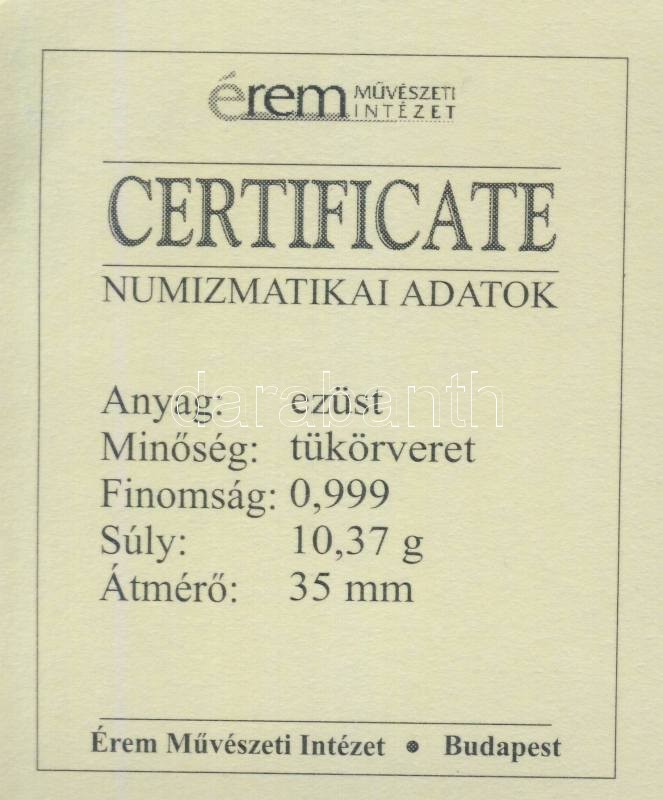 érem MŰVÉSZETI
INTÉZET
CERTIFICATE
NUMIZMATIKAI ADATOK
darabanth
Anyag: ezüst
Minőség: tükörveret
Finomság: 0,999
Súly: 10,37 g
Átmérő: 35 mm
Érem Művészeti Intézet • Budapest